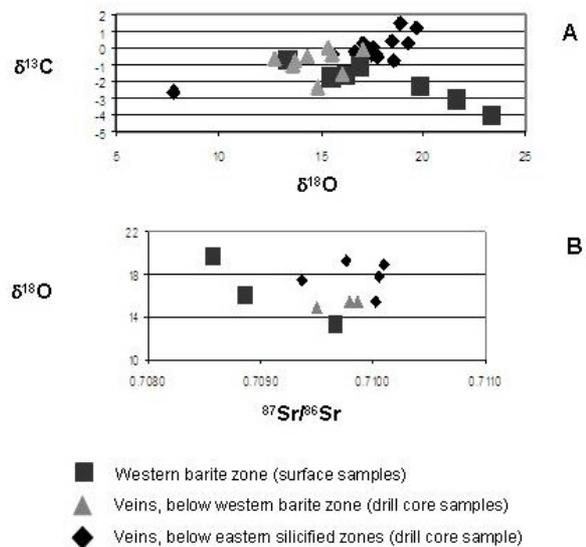 2
1
0
-1
-2
-3
-4
-5
δ¹³C
A
5
10
15
20
25
δ¹⁸O
22
18
14
10
δ¹⁸O
B
0.7080
0.7090
0.7100
0.7110
⁸⁷Sr/⁸⁶Sr
Western barite zone (surface samples)
Veins, below western barite zone (drill core samples)
Veins, below eastern silicified zones (drill core sample)